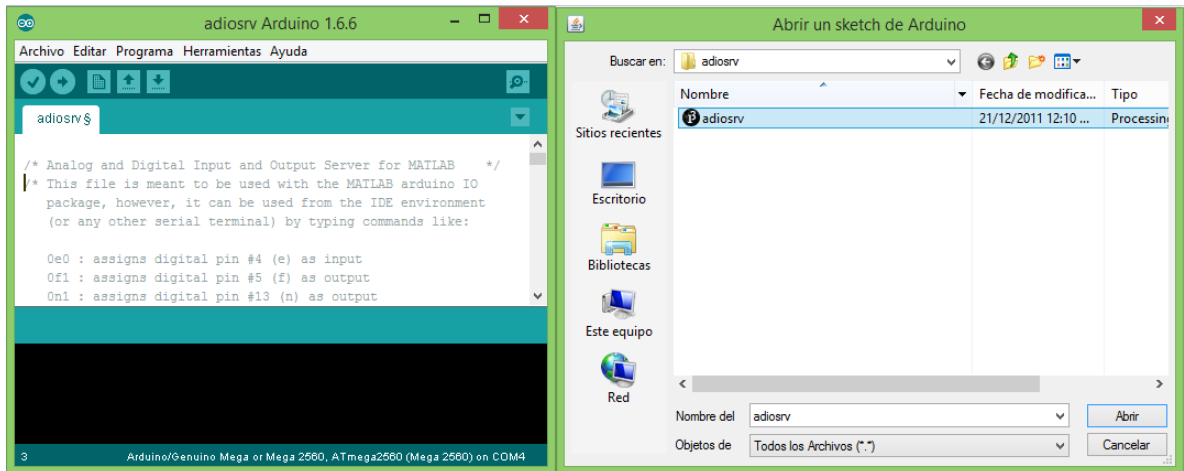 adiosrv Arduino 1.6.6
Archivo Editar Programa Herramientas Ayuda
adiosrv §
/* Analog and Digital Input and Output Server for MATLAB */
/* This file is meant to be used with the MATLAB arduino IO
package, however, it can be used from the IDE environment
(or any other serial terminal) by typing commands like:
0e0 : assigns digital pin #4 (e) as input
0f1 : assigns digital pin #5 (f) as output
0n1 : assigns digital pin #13 (n) as output
3 Arduino/Genuino Mega or Mega 2560, ATmega2560 (Mega 2560) on COM4
Abrir un sketch de Arduino
Buscar en: adiosrv
Nombre Fecha de modifica... Tipo
adiosrv 21/12/2011 12:10 ... Processing
Sitios recientes
Escritorio
Bibliotecas
Este equipo
Red
Nombre del adiosrv Abrir
Objetos de Todos los Archivos (*.*) Cancelar